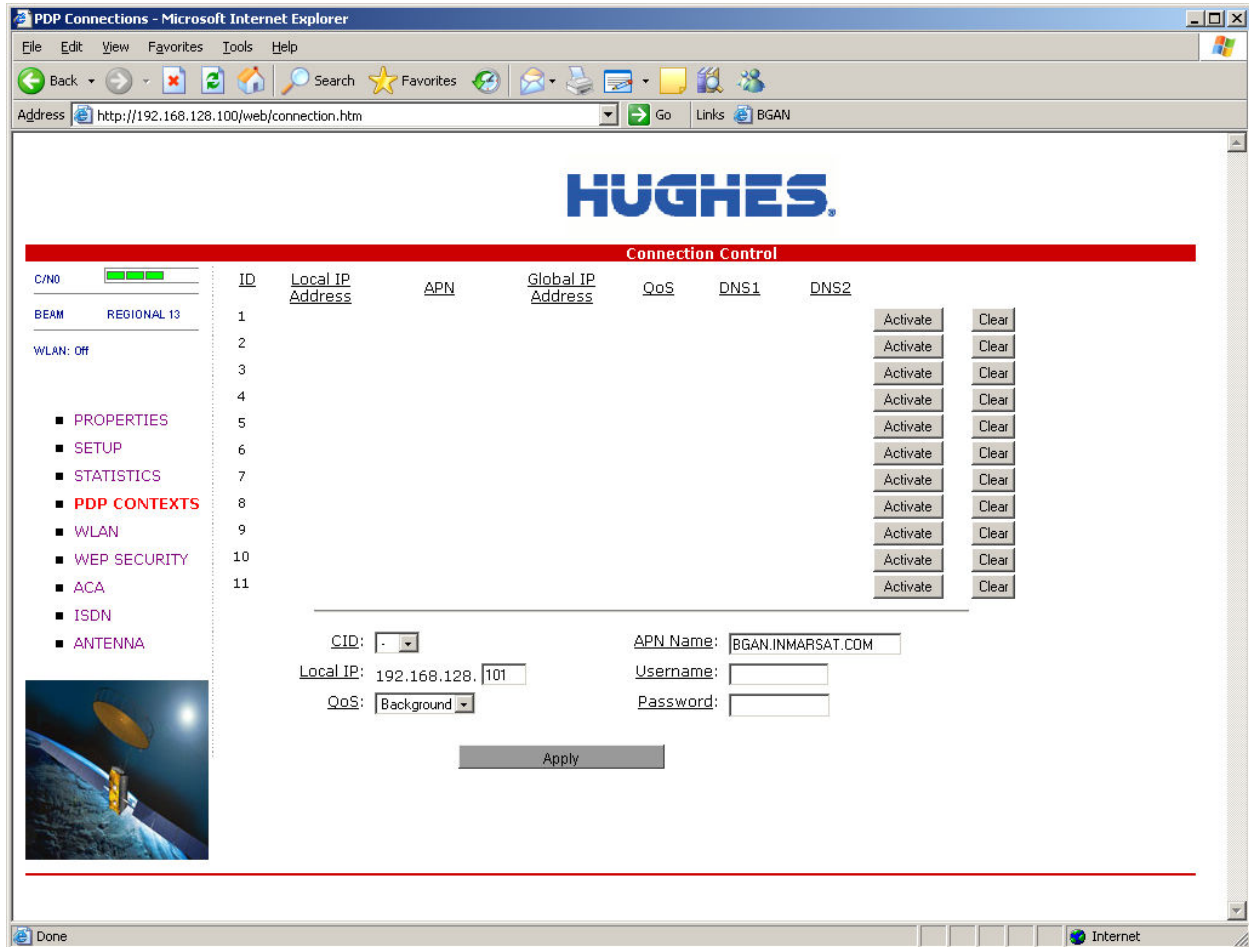 PDP Connections - Microsoft Internet Explorer
File Edit View Favorites Tools Help
Back Search Favorites
Address http://192.168.128.100/web/connection.htm Go Links BGAN
HUGHES®
Connection Control
C/N0
BEAM REGIONAL 13
WLAN: Off
PROPERTIES
SETUP
STATISTICS
PDP CONTEXTS
WLAN
WEP SECURITY
ACA
ISDN
ANTENNA
ID Local IP Address APN Global IP Address QoS DNS1 DNS2
1 Activate Clear
2 Activate Clear
3 Activate Clear
4 Activate Clear
5 Activate Clear
6 Activate Clear
7 Activate Clear
8 Activate Clear
9 Activate Clear
10 Activate Clear
11 Activate Clear
CID: - APN Name: BGAN.INMARSAT.COM
Local IP: 192.168.128. 101 Username:
QoS: Background Password:
Apply
Done Internet